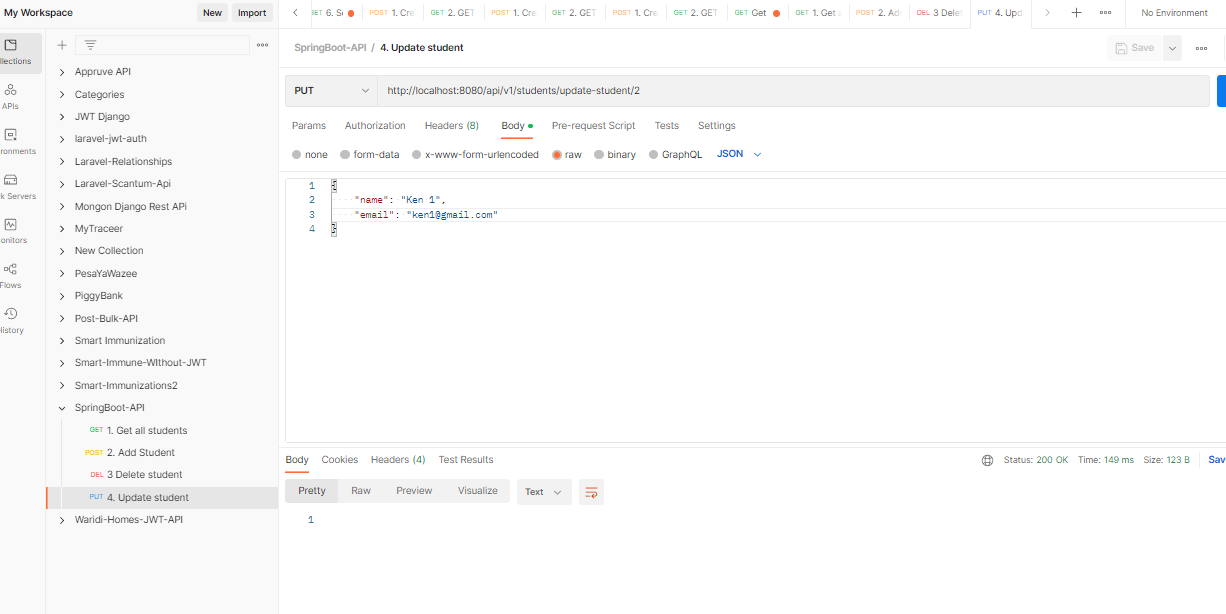 My Workspace New Import
ET 6. S POST 1. Cre GET 2. GET POST 1. Cre GET 2. GET POST 1. Cre GET 2. GET GET Get GET 1. Get POST 2. Ad DEL 3 Delet PUT 4. Upd No Environment
SpringBoot-API / 4. Update student Save
PUT http://localhost:8080/api/v1/students/update-student/2
Params Authorization Headers (8) Body Pre-request Script Tests Settings
none form-data x-www-form-urlencoded raw binary GraphQL JSON
1 {
2 "name": "Ken 1",
3 "email": "ken1@gmail.com"
4 }
llections
APIs
ronments
k Servers
onitors
Flows
History
Appruve API
Categories
JWT Django
laravel-jwt-auth
Laravel-Relationships
Laravel-Scantum-Api
Mongon Django Rest APi
MyTraceer
New Collection
PesaYaWazee
PiggyBank
Post-Bulk-API
Smart Immunization
Smart-Immune-WIthout-JWT
Smart-Immunizations2
SpringBoot-API
GET 1. Get all students
POST 2. Add Student
DEL 3 Delete student
PUT 4. Update student
Waridi-Homes-JWT-API
Body Cookies Headers (4) Test Results Status: 200 OK Time: 149 ms Size: 123 B Sav
Pretty Raw Preview Visualize Text
1